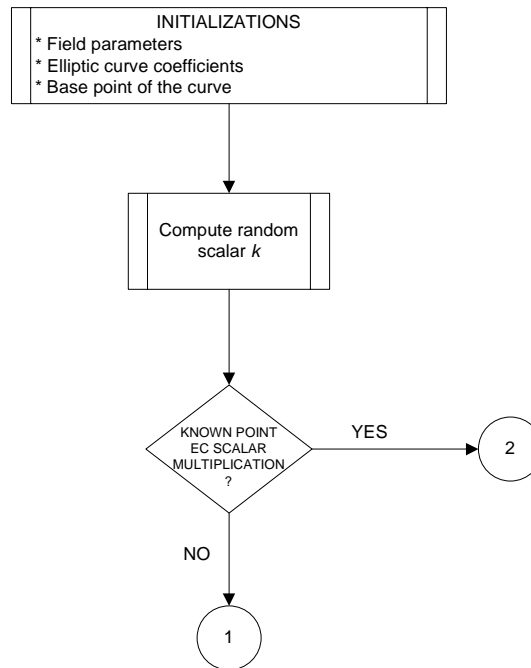 INITIALIZATIONS
* Field parameters
* Elliptic curve coefficients
* Base point of the curve
Compute random
scalar k
KNOWN POINT
EC SCALAR
MULTIPLICATION
?
YES
2
NO
1